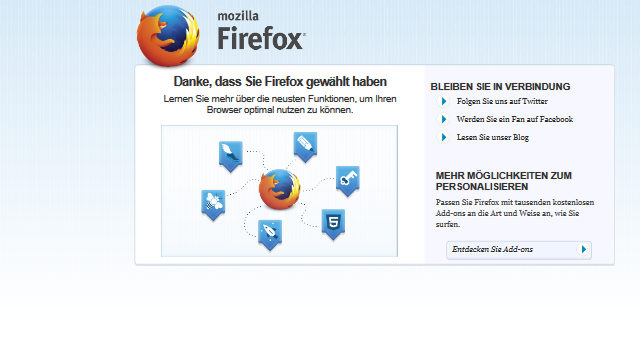 mozilla
Firefox
Danke, dass Sie Firefox gewählt haben
Lernen Sie mehr über die neusten Funktionen, um Ihren
Browser optimal nutzen zu können.
BLEIBEN SIE IN VERBINDUNG
Folgen Sie uns auf Twitter
Werden Sie ein Fan auf Facebook
Lesen Sie unser Blog
MEHR MÖGLICHKEITEN ZUM
PERSONALISIEREN
Passen Sie Firefox mit tausenden kostenlosen
Add-ons an die Art und Weise an, wie Sie
surfen.
Entdecken Sie Add-ons